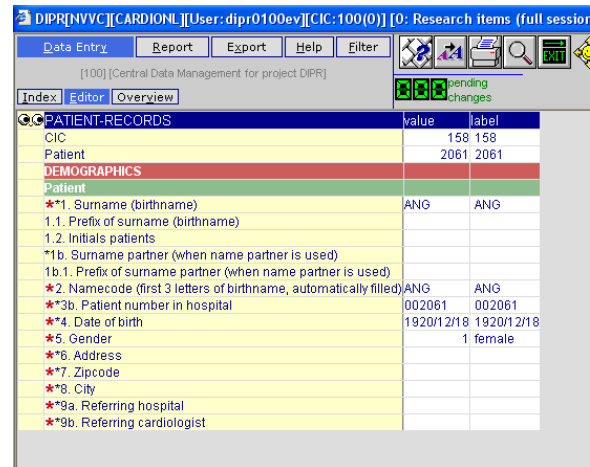 DIPR[NVVC][CARDIONL][User:dipr0100ev][CIC:100(0)] [0: Research items (full session
Data Entry Report Export Help Filter
EXIT
[100] [Central Data Management for project DIPR]
888 pending
changes
Index Editor Overview
PATIENT-RECORDS value label
CIC 158 158
Patient 2061 2061
DEMOGRAPHICS
Patient
**1. Surname (birthname) ANG ANG
1.1. Prefix of surname (birthname)
1.2. Initials patients
*1b. Surname partner (when name partner is used)
1b.1. Prefix of surname partner (when name partner is used)
*2. Namecode (first 3 letters of birthname, automatically filled) ANG ANG
**3b. Patient number in hospital 002061 002061
**4. Date of birth 1920/12/18 1920/12/18
*5. Gender 1 female
**6. Address
**7. Zipcode
**8. City
**9a. Referring hospital
**9b. Referring cardiologist